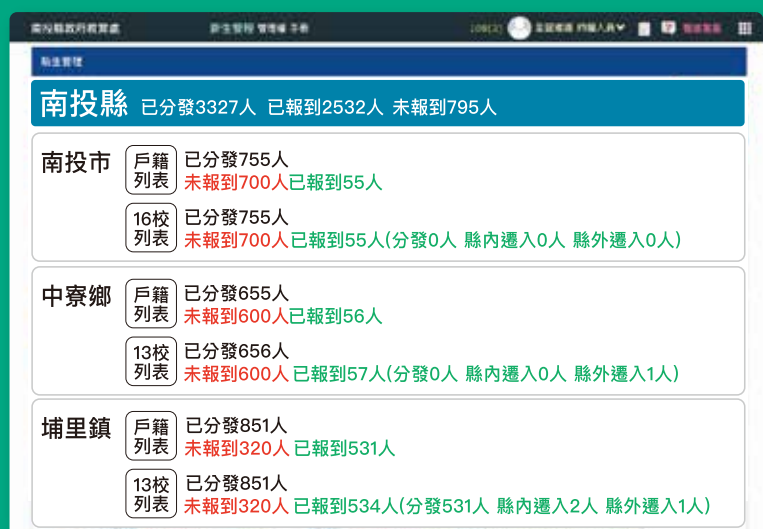 南投縣政府教育處
新生管理
南投縣 已分發3327人 已報到2532人 未報到795人
南投市
戶籍
列表
已分發755人
未報到700人已報到55人
16校
列表
已分發755人
未報到700人已報到55人(分發0人 縣內遷入0人 縣外遷入0人)
中寮鄉
戶籍
列表
已分發655人
未報到600人已報到56人
13校
列表
已分發656人
未報到600人已報到57人(分發0人 縣內遷入0人 縣外遷入1人)
埔里鎮
戶籍
列表
已分發851人
未報到320人已報到531人
13校
列表
已分發851人
未報到320人已報到534人(分發531人 縣內遷入2人 縣外遷入1人)